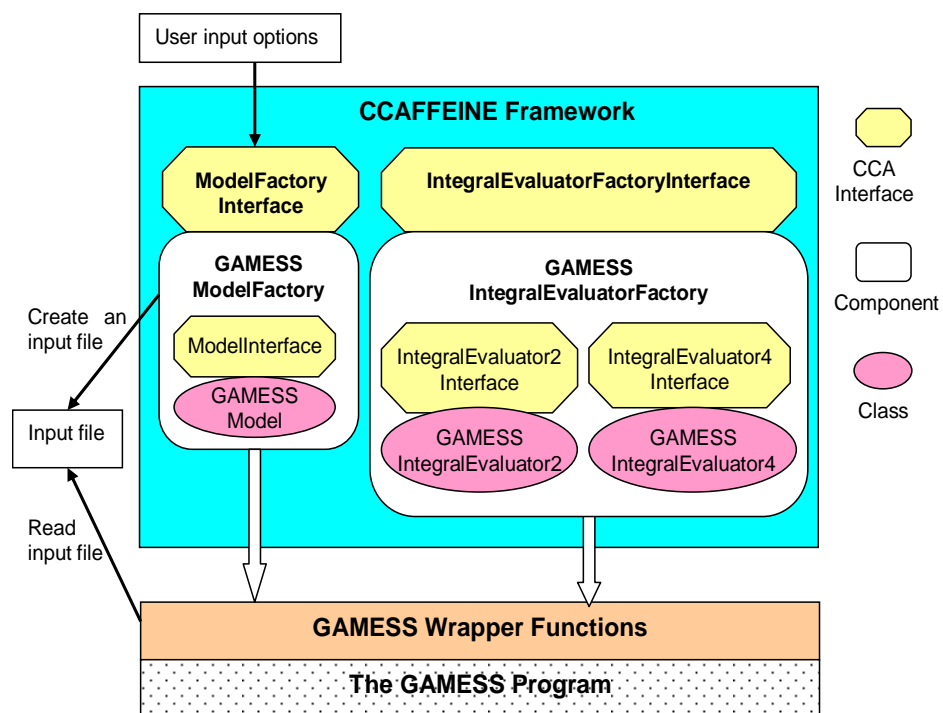 User input options
CCAFFEINE Framework
ModelFactory
Interface
IntegralEvaluatorFactoryInterface
CCA
Interface
GAMESS
ModelFactory
GAMESS
IntegralEvaluatorFactory
Component
Create an
input file
ModelInterface
IntegralEvaluator2
Interface
IntegralEvaluator4
Interface
GAMESS
Model
Class
Input file
GAMESS
IntegralEvaluator2
GAMESS
IntegralEvaluator4
Read
input file
GAMESS Wrapper Functions
The GAMESS Program